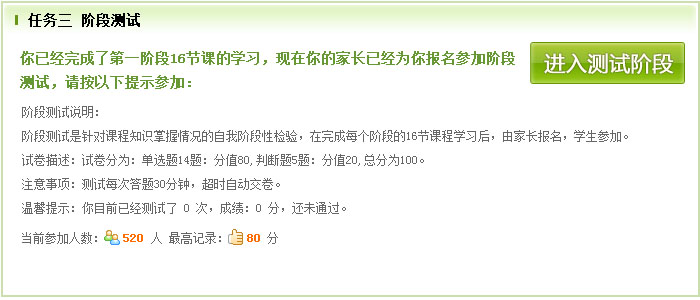 任务三 阶段测试
你已经完成了第一阶段16节课的学习，现在你的家长已经为你报名参加阶段
测试，请按以下提示参加：
进入测试阶段
阶段测试说明：
阶段测试是针对课程知识掌握情况的自我阶段性检验，在完成每个阶段的16节课程学习后，由家长报名，学生参加。
试卷描述：试卷分为：单选题14题：分值80,判断题5题：分值20,总分为100。
注意事项：测试每次答题30分钟，超时自动交卷。
温馨提示：你目前已经测试了 0 次，成绩：0 分，还未通过。
当前参加人数：520 人 最高记录：80 分